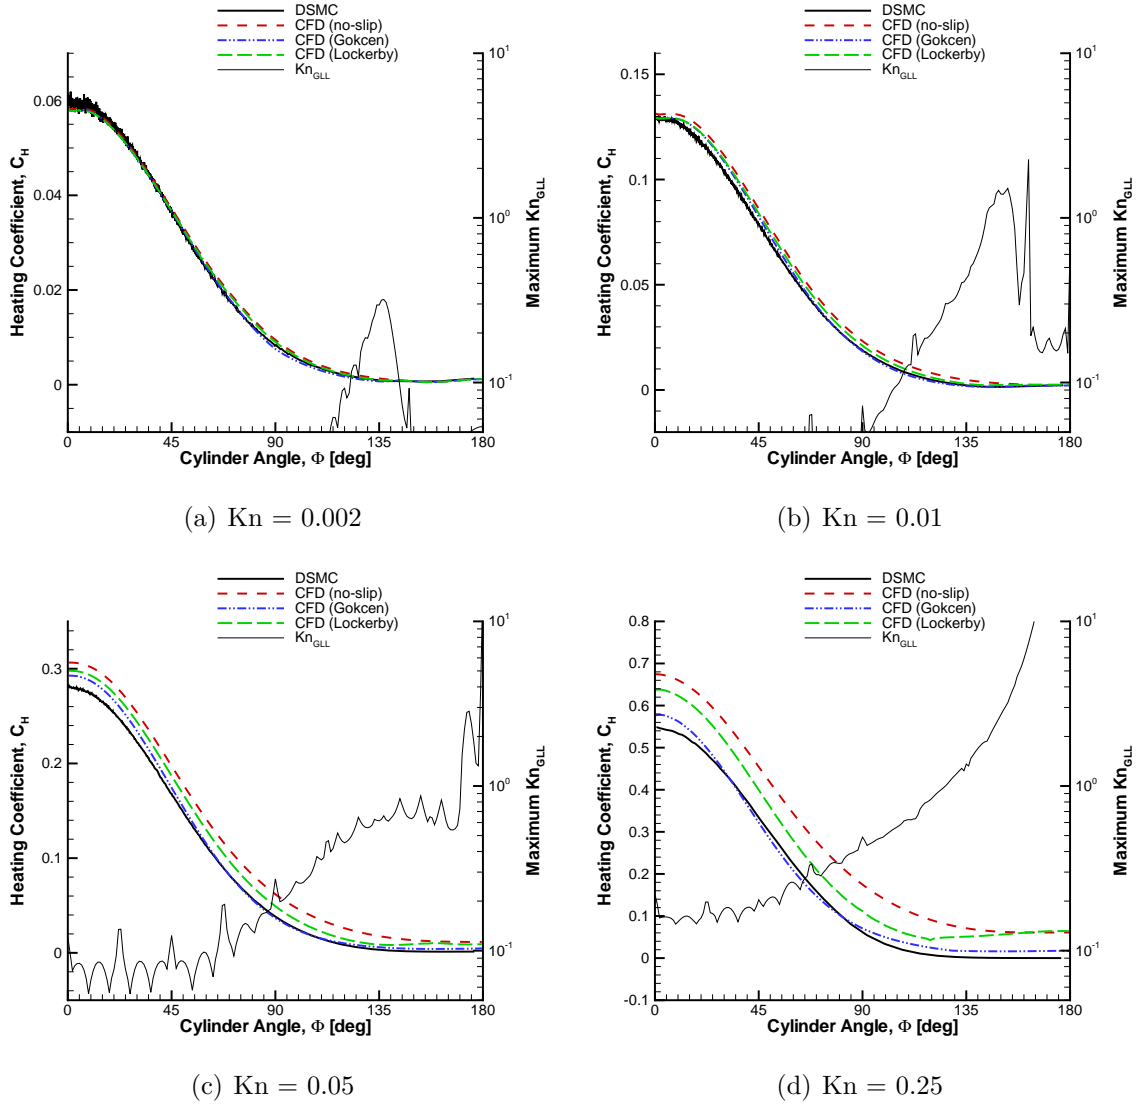 DSMC
CFD (no-slip)
CFD (Gokcen)
CFD (Lockerby)
Kn_GLL
Heating Coefficient, C_H
0.06
0.04
0.02
0
Maximum Kn_GLL
10^1
10^0
10^-1
0 45 90 135 180
Cylinder Angle, Φ [deg]
(a) Kn = 0.002
DSMC
CFD (no-slip)
CFD (Gokcen)
CFD (Lockerby)
Kn_GLL
Heating Coefficient, C_H
0.15
0.1
0.05
0
Maximum Kn_GLL
10^1
10^0
10^-1
0 45 90 135 180
Cylinder Angle, Φ [deg]
(b) Kn = 0.01
DSMC
CFD (no-slip)
CFD (Gokcen)
CFD (Lockerby)
Kn_GLL
Heating Coefficient, C_H
0.3
0.2
0.1
0
Maximum Kn_GLL
10^1
10^0
10^-1
0 45 90 135 180
Cylinder Angle, Φ [deg]
(c) Kn = 0.05
DSMC
CFD (no-slip)
CFD (Gokcen)
CFD (Lockerby)
Kn_GLL
Heating Coefficient, C_H
0.8
0.7
0.6
0.5
0.4
0.3
0.2
0.1
0
-0.1
Maximum Kn_GLL
10^1
10^0
10^-1
0 45 90 135 180
Cylinder Angle, Φ [deg]
(d) Kn = 0.25